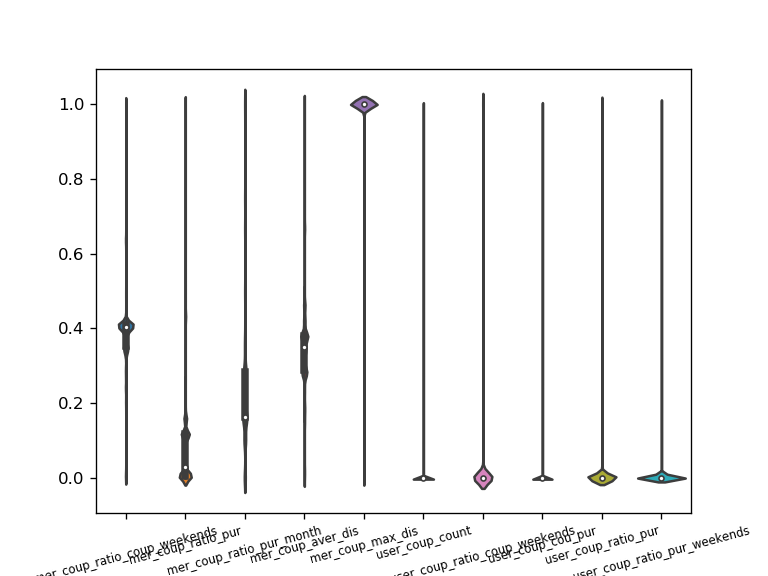 1.0
0.8
0.6
0.4
0.2
0.0
mer_coup_ratio_coup_weekends
mer_coup_ratio_pur
mer_coup_ratio_pur_month
mer_coup_aver_dis
mer_coup_max_dis
user_coup_count
user_coup_ratio_coup_weekends
user_cou_pur
user_coup_ratio_pur
user_coup_ratio_pur_weekends